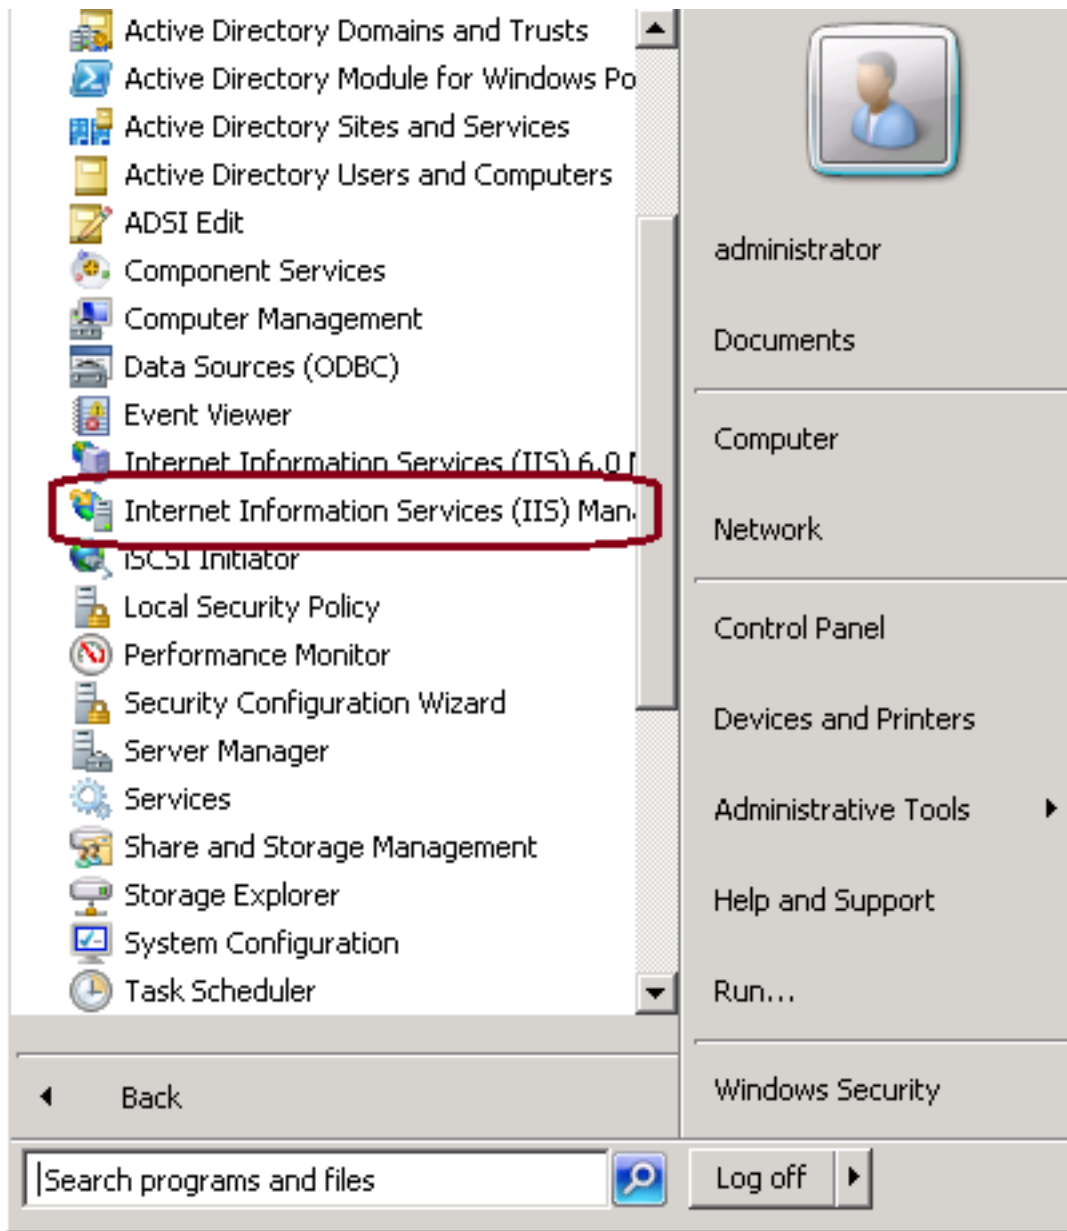 Active Directory Domains and Trusts
Active Directory Module for Windows Po
Active Directory Sites and Services
Active Directory Users and Computers
ADSI Edit
Component Services
Computer Management
Data Sources (ODBC)
Event Viewer
Internet Information Services (IIS) 6.0
Internet Information Services (IIS) Man
iSCSI Initiator
Local Security Policy
Performance Monitor
Security Configuration Wizard
Server Manager
Services
Share and Storage Management
Storage Explorer
System Configuration
Task Scheduler
Back
Search programs and files
administrator
Documents
Computer
Network
Control Panel
Devices and Printers
Administrative Tools
Help and Support
Run...
Windows Security
Log off